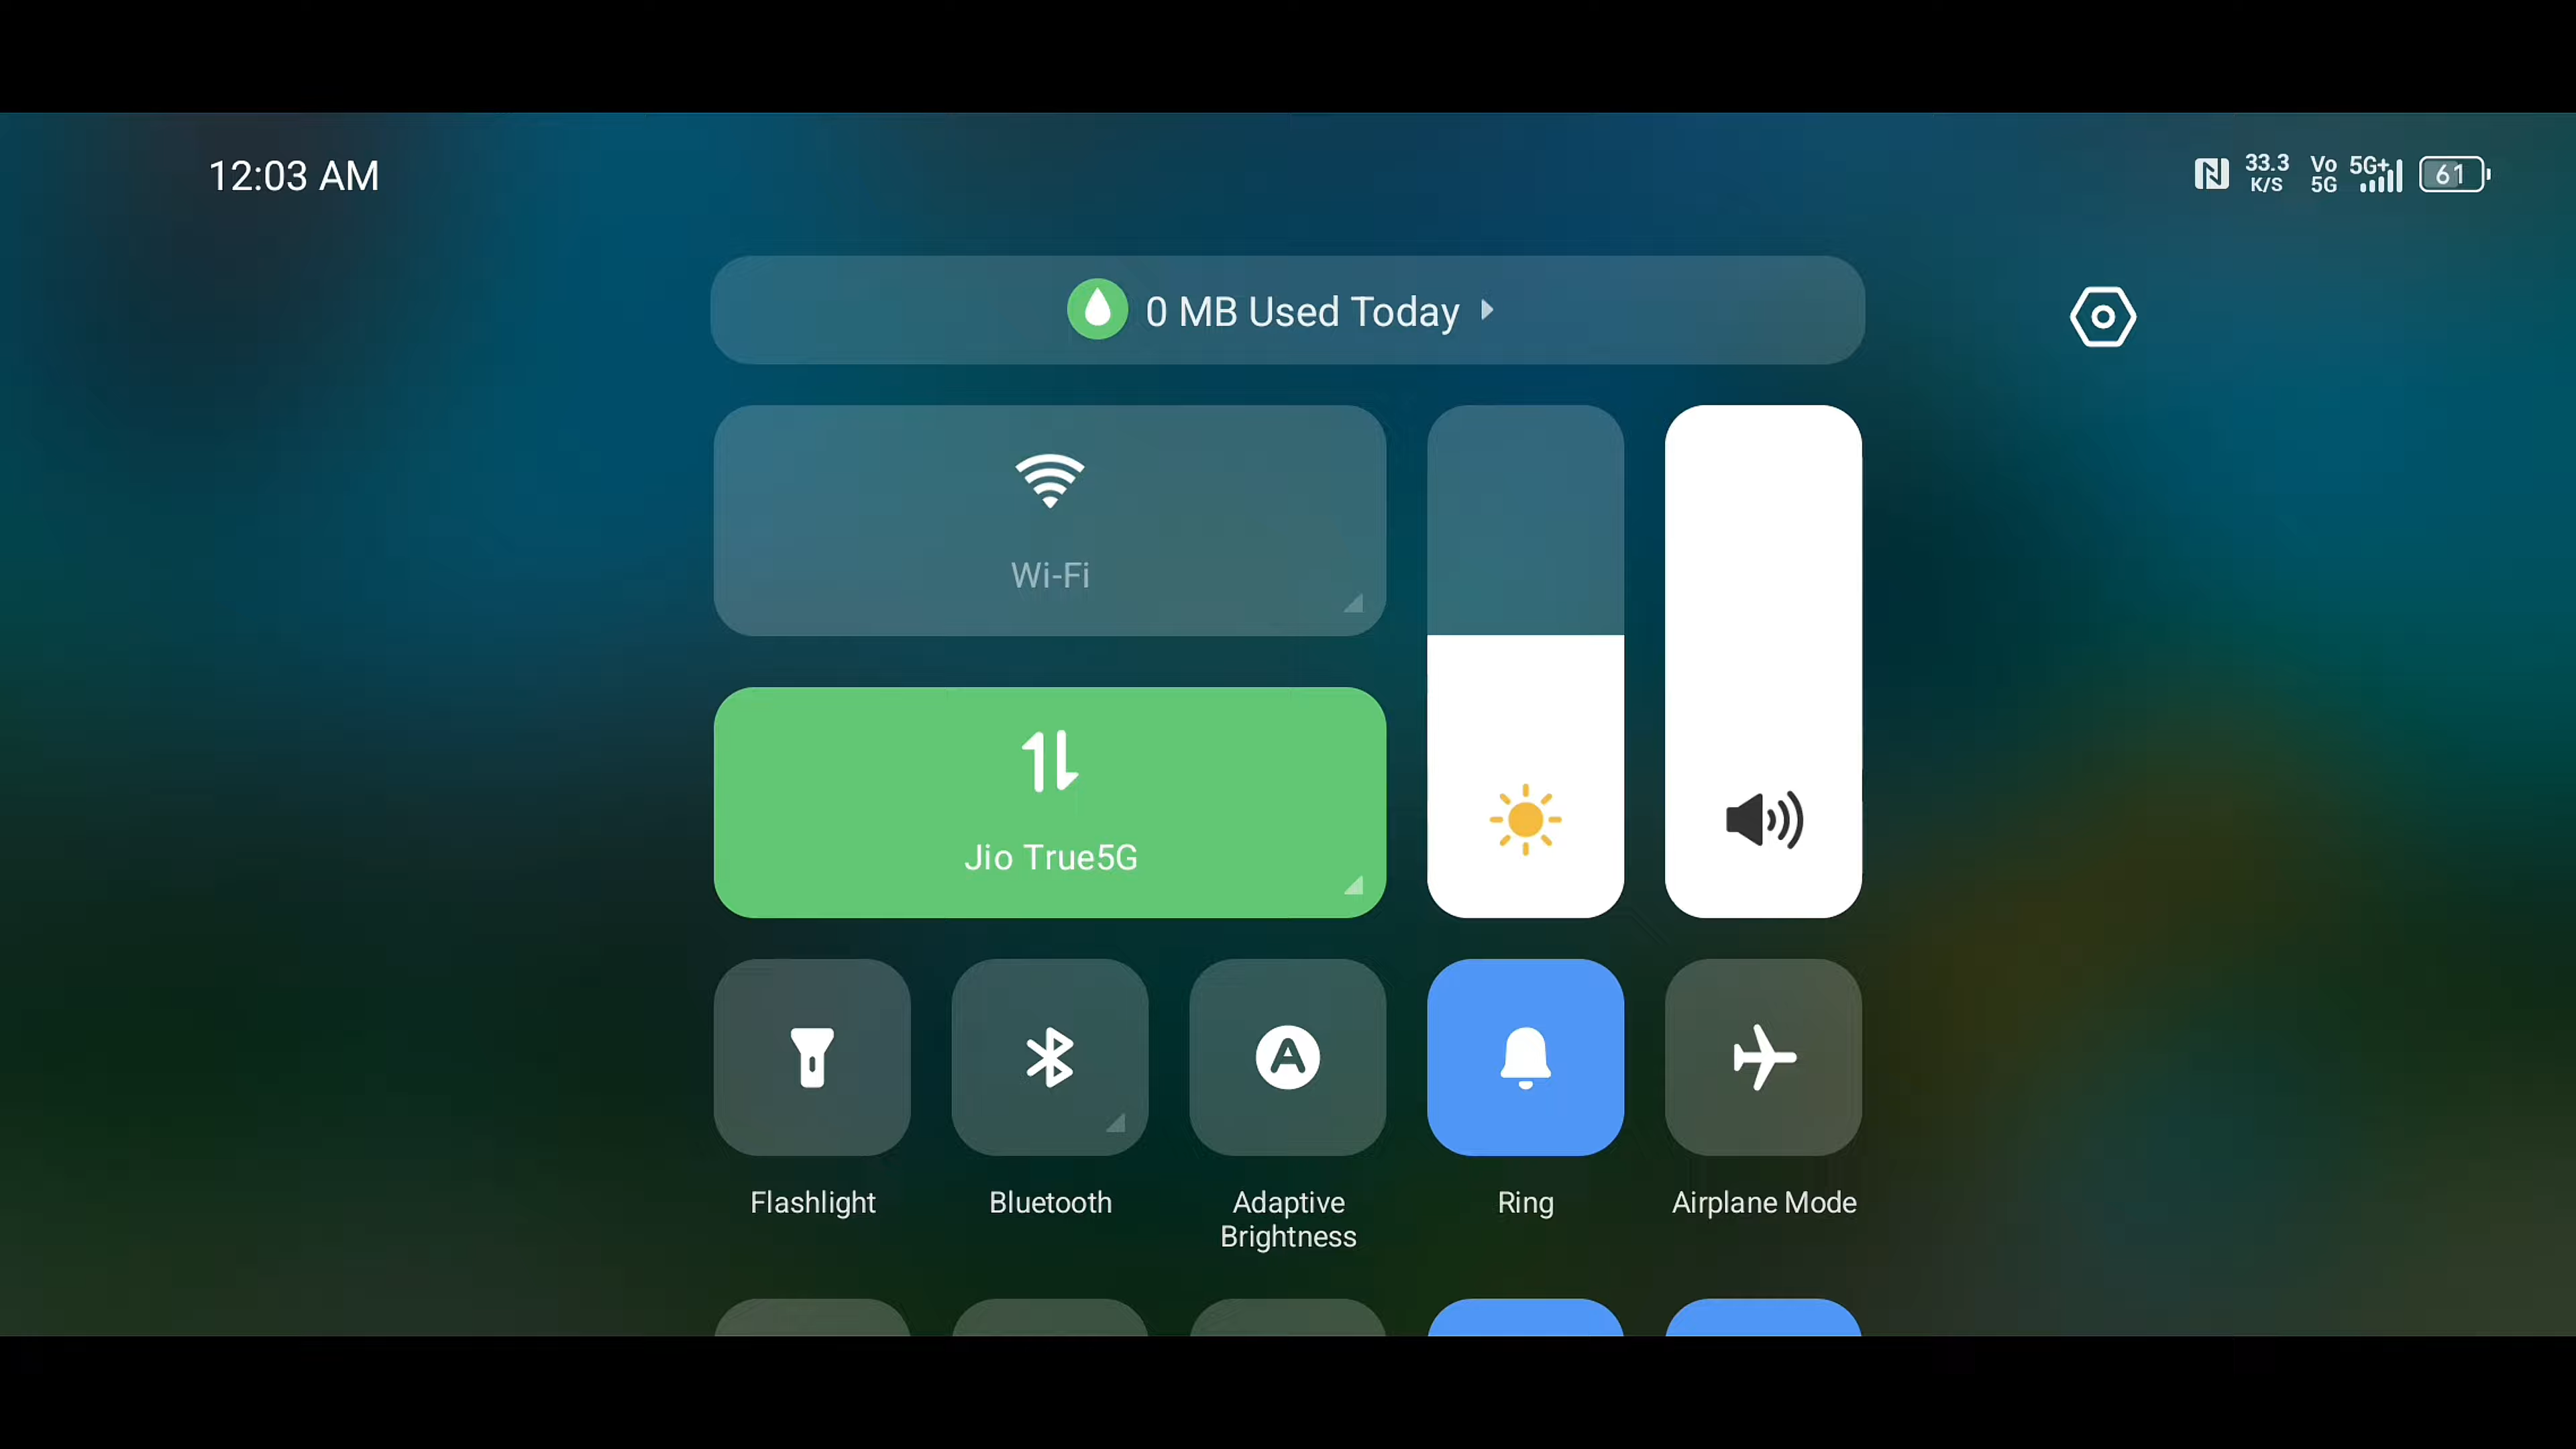 12:03 AM
33.3
K/S
Vo
5G
5G+
61
0 MB Used Today
Wi-Fi
Jio True5G
A
Flashlight
Bluetooth
Adaptive
Brightness
Ring
Airplane Mode